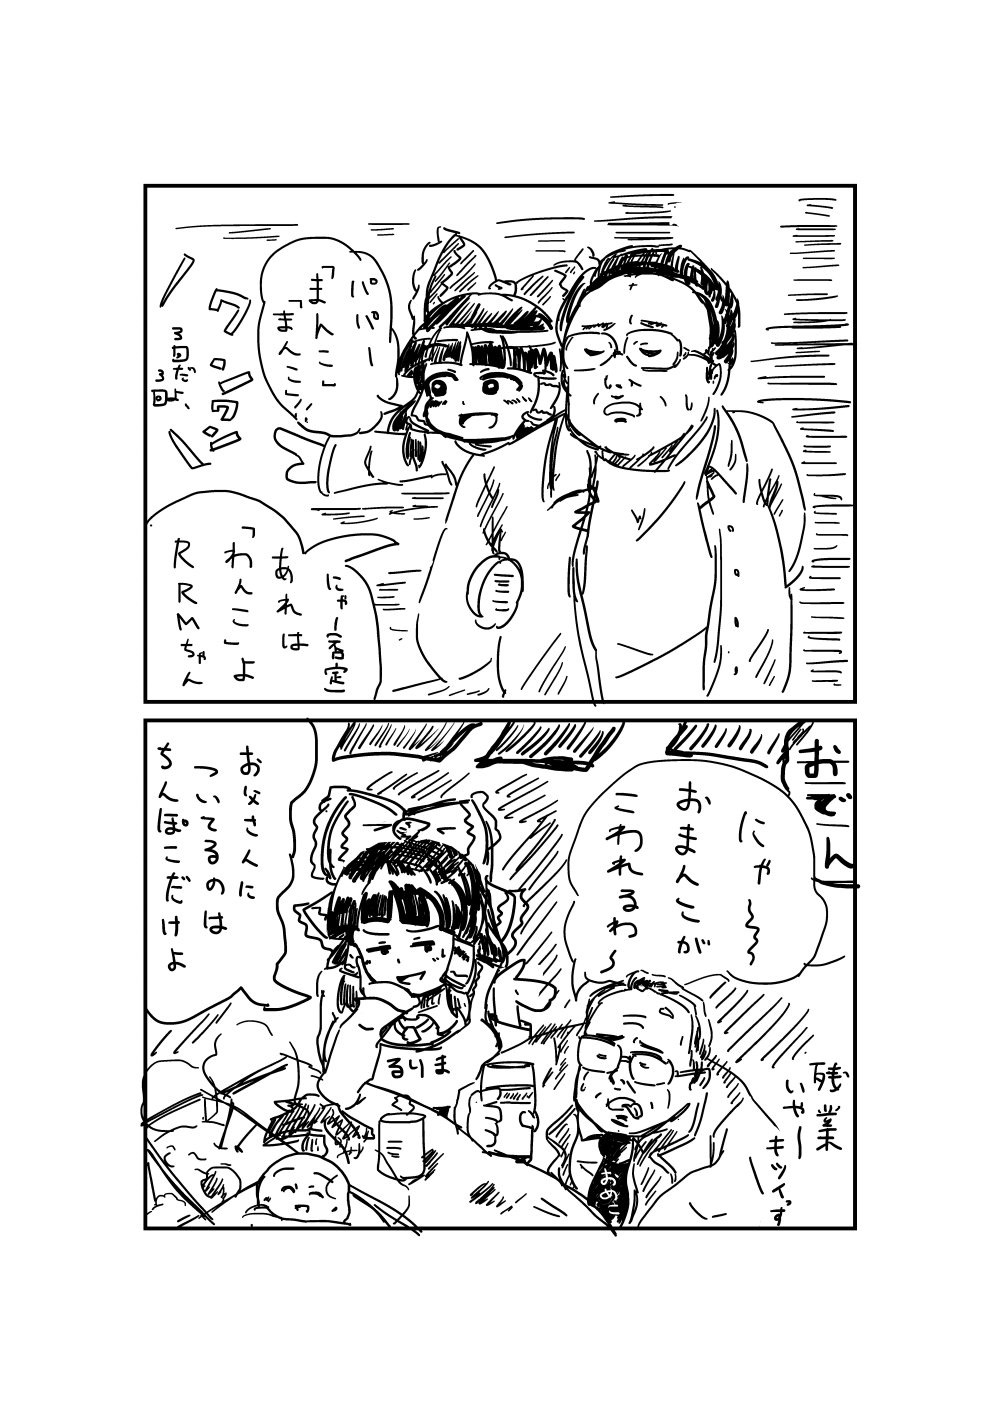 パパー
「まんこ」
「まんこ」!!
ワンワン
ワン
3回だよ、
3回
にゃー(否定)
あれは
「わんこ」よ
RRMちゃん
おでん
にゃ〜〜
おまんこが
こわれるわ〜
お父さんに
ついてるのは
ちんぽこだけよ
るりま
残業
いやー
キツイっす
おめこ